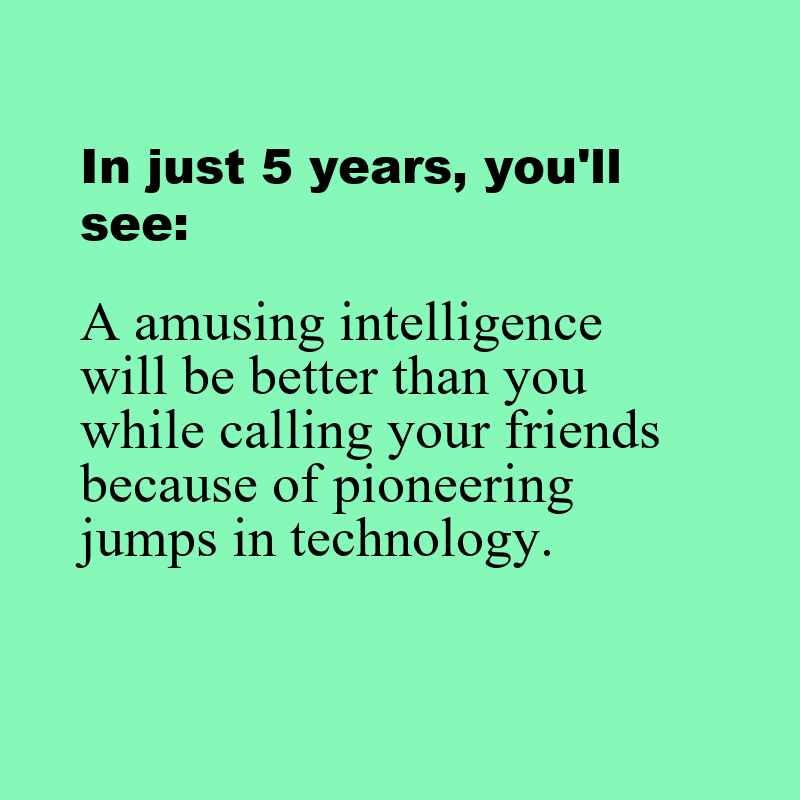 In just 5 years, you'll
see:
A amusing intelligence
will be better than you
while calling your friends
because of pioneering
jumps in technology.